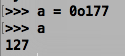 >>> a = 0o177
>>> a
127